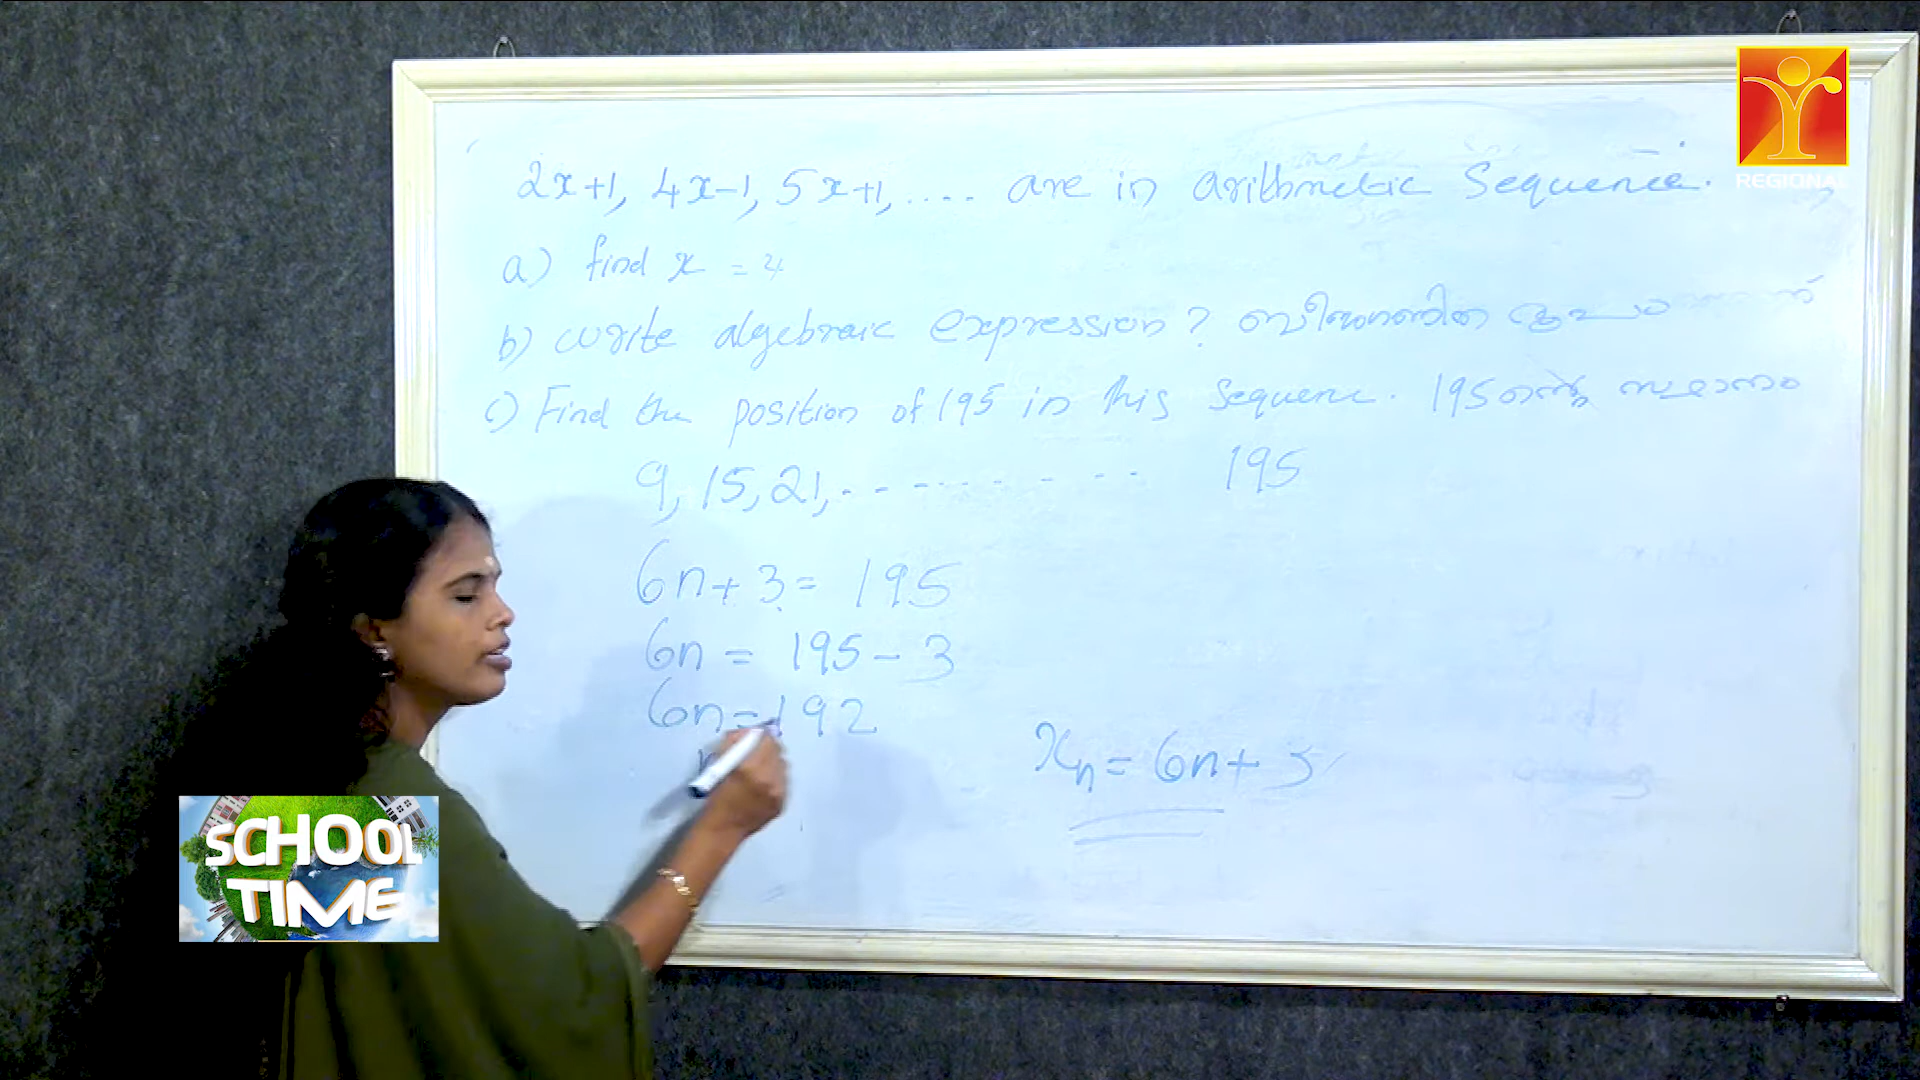 2x+1, 4x-1, 5x+1, .... are in arithmetic Sequence.
a) find x = 4
b) write algebraic expression? ബീജഗണിത രൂപം
c) Find the position of 195 in this Sequence. 195 ന്റെ സ്ഥാനം
9, 15, 21, - - - - - - - - - 195
6n+3 = 195
6n = 195 - 3
6n = 192
n
xn = 6n+3
SCHOOL
TIME
REGIONAL